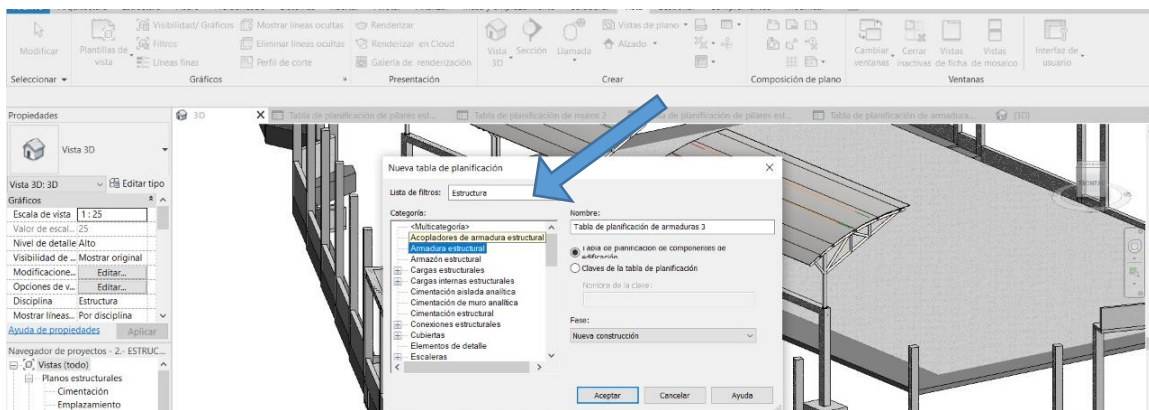 Modificar
Plantillas de vista
Visibilidad/ Gráficos
Filtros
Líneas finas
Mostrar líneas ocultas
Eliminar líneas ocultas
Perfil de corte
Renderizar
Renderizar en Cloud
Galería de renderización
Vista 3D
Sección
Llamada
Vistas de plano
Alzado
Cambiar ventanas
Cerrar inactivas
Vistas de ficha
Vistas de mosaico
Interfaz de usuario
Seleccionar
Gráficos
Presentación
Crear
Composición de plano
Ventanas
Propiedades
3D
Tabla de planificación de pilares est...
Tabla de planificación de muros 2
de planificación de pilares est...
Tabla de planificación de armadura...
{3D}
Vista 3D
Vista 3D: 3D
Editar tipo
Gráficos
Escala de vista 1 : 25
Valor de escal... 25
Nivel de detalle Alto
Visibilidad de ... Mostrar original
Modificacione... Editar...
Opciones de v... Editar...
Disciplina Estructura
Mostrar líneas... Por disciplina
Ayuda de propiedades
Aplicar
Navegador de proyectos - 2.- ESTRUC...
Vistas (todo)
Planos estructurales
Cimentación
Emplazamiento
Nueva tabla de planificación
Lista de filtros: Estructura
Categoría:
<Multicategoría>
Acopladores de armadura estructural
Armadura estructural
Armazón estructural
Cargas estructurales
Cargas internas estructurales
Cimentación aislada analítica
Cimentación de muro analítica
Cimentación estructural
Conexiones estructurales
Cubiertas
Elementos de detalle
Escaleras
Nombre:
Tabla de planificación de armaduras 3
Tabla de planificación de componentes de
edificación
Claves de la tabla de planificación
Nombre de la clave:
Fase:
Nueva construcción
Aceptar
Cancelar
Ayuda